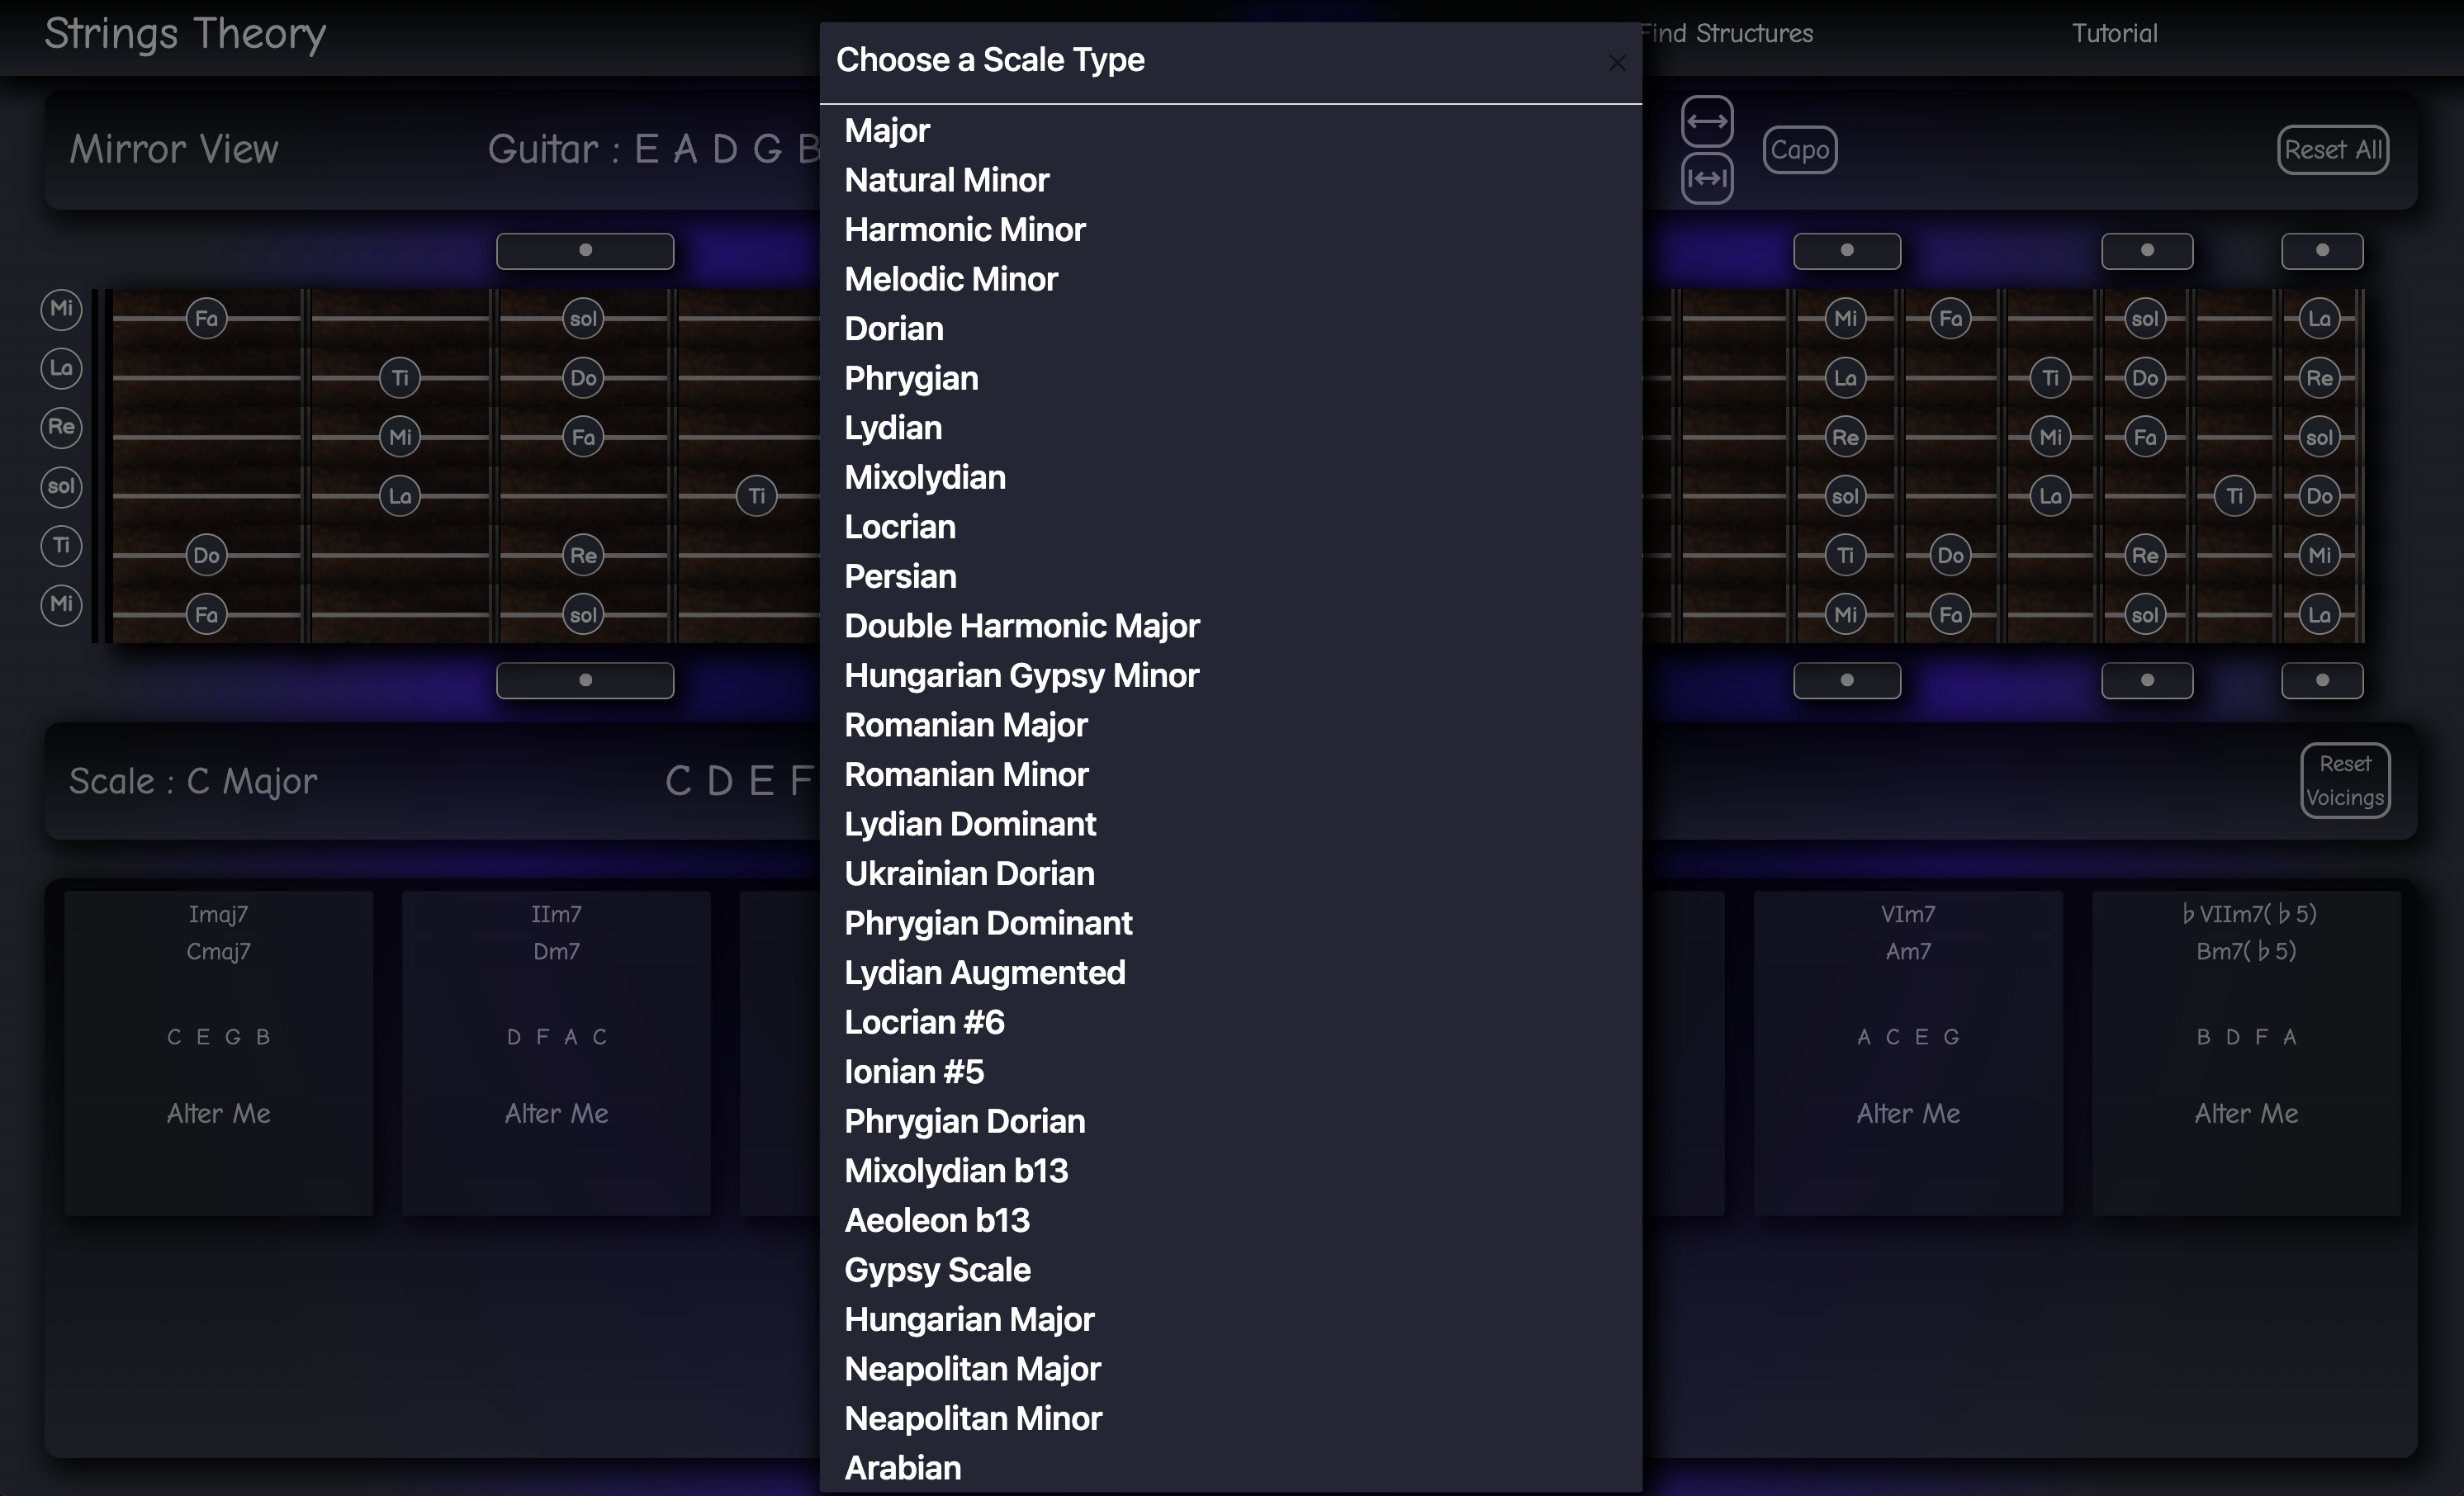 Strings Theory
Find Structures
Tutorial
Choose a Scale Type
Major
Natural Minor
Harmonic Minor
Melodic Minor
Dorian
Phrygian
Lydian
Mixolydian
Locrian
Persian
Double Harmonic Major
Hungarian Gypsy Minor
Romanian Major
Romanian Minor
Lydian Dominant
Ukrainian Dorian
Phrygian Dominant
Lydian Augmented
Locrian #6
Ionian #5
Phrygian Dorian
Mixolydian b13
Aeoleon b13
Gypsy Scale
Hungarian Major
Neapolitan Major
Neapolitan Minor
Arabian
Mirror View
Guitar : E A D G B
Capo
Reset All
Mi Fa sol Mi Fa sol La
La Ti Do La Ti Do Re
Re Mi Fa Re Mi Fa sol
sol La Ti sol La Ti Do
Ti Do Re Ti Do Re Mi
Mi Fa sol Mi Fa sol La
Scale : C Major
C D E F
Reset
Voicings
Imaj7
Cmaj7
C E G B
Alter Me
IIm7
Dm7
D F A C
Alter Me
VIm7
Am7
A C E G
Alter Me
♭VIIm7(♭5)
Bm7(♭5)
B D F A
Alter Me